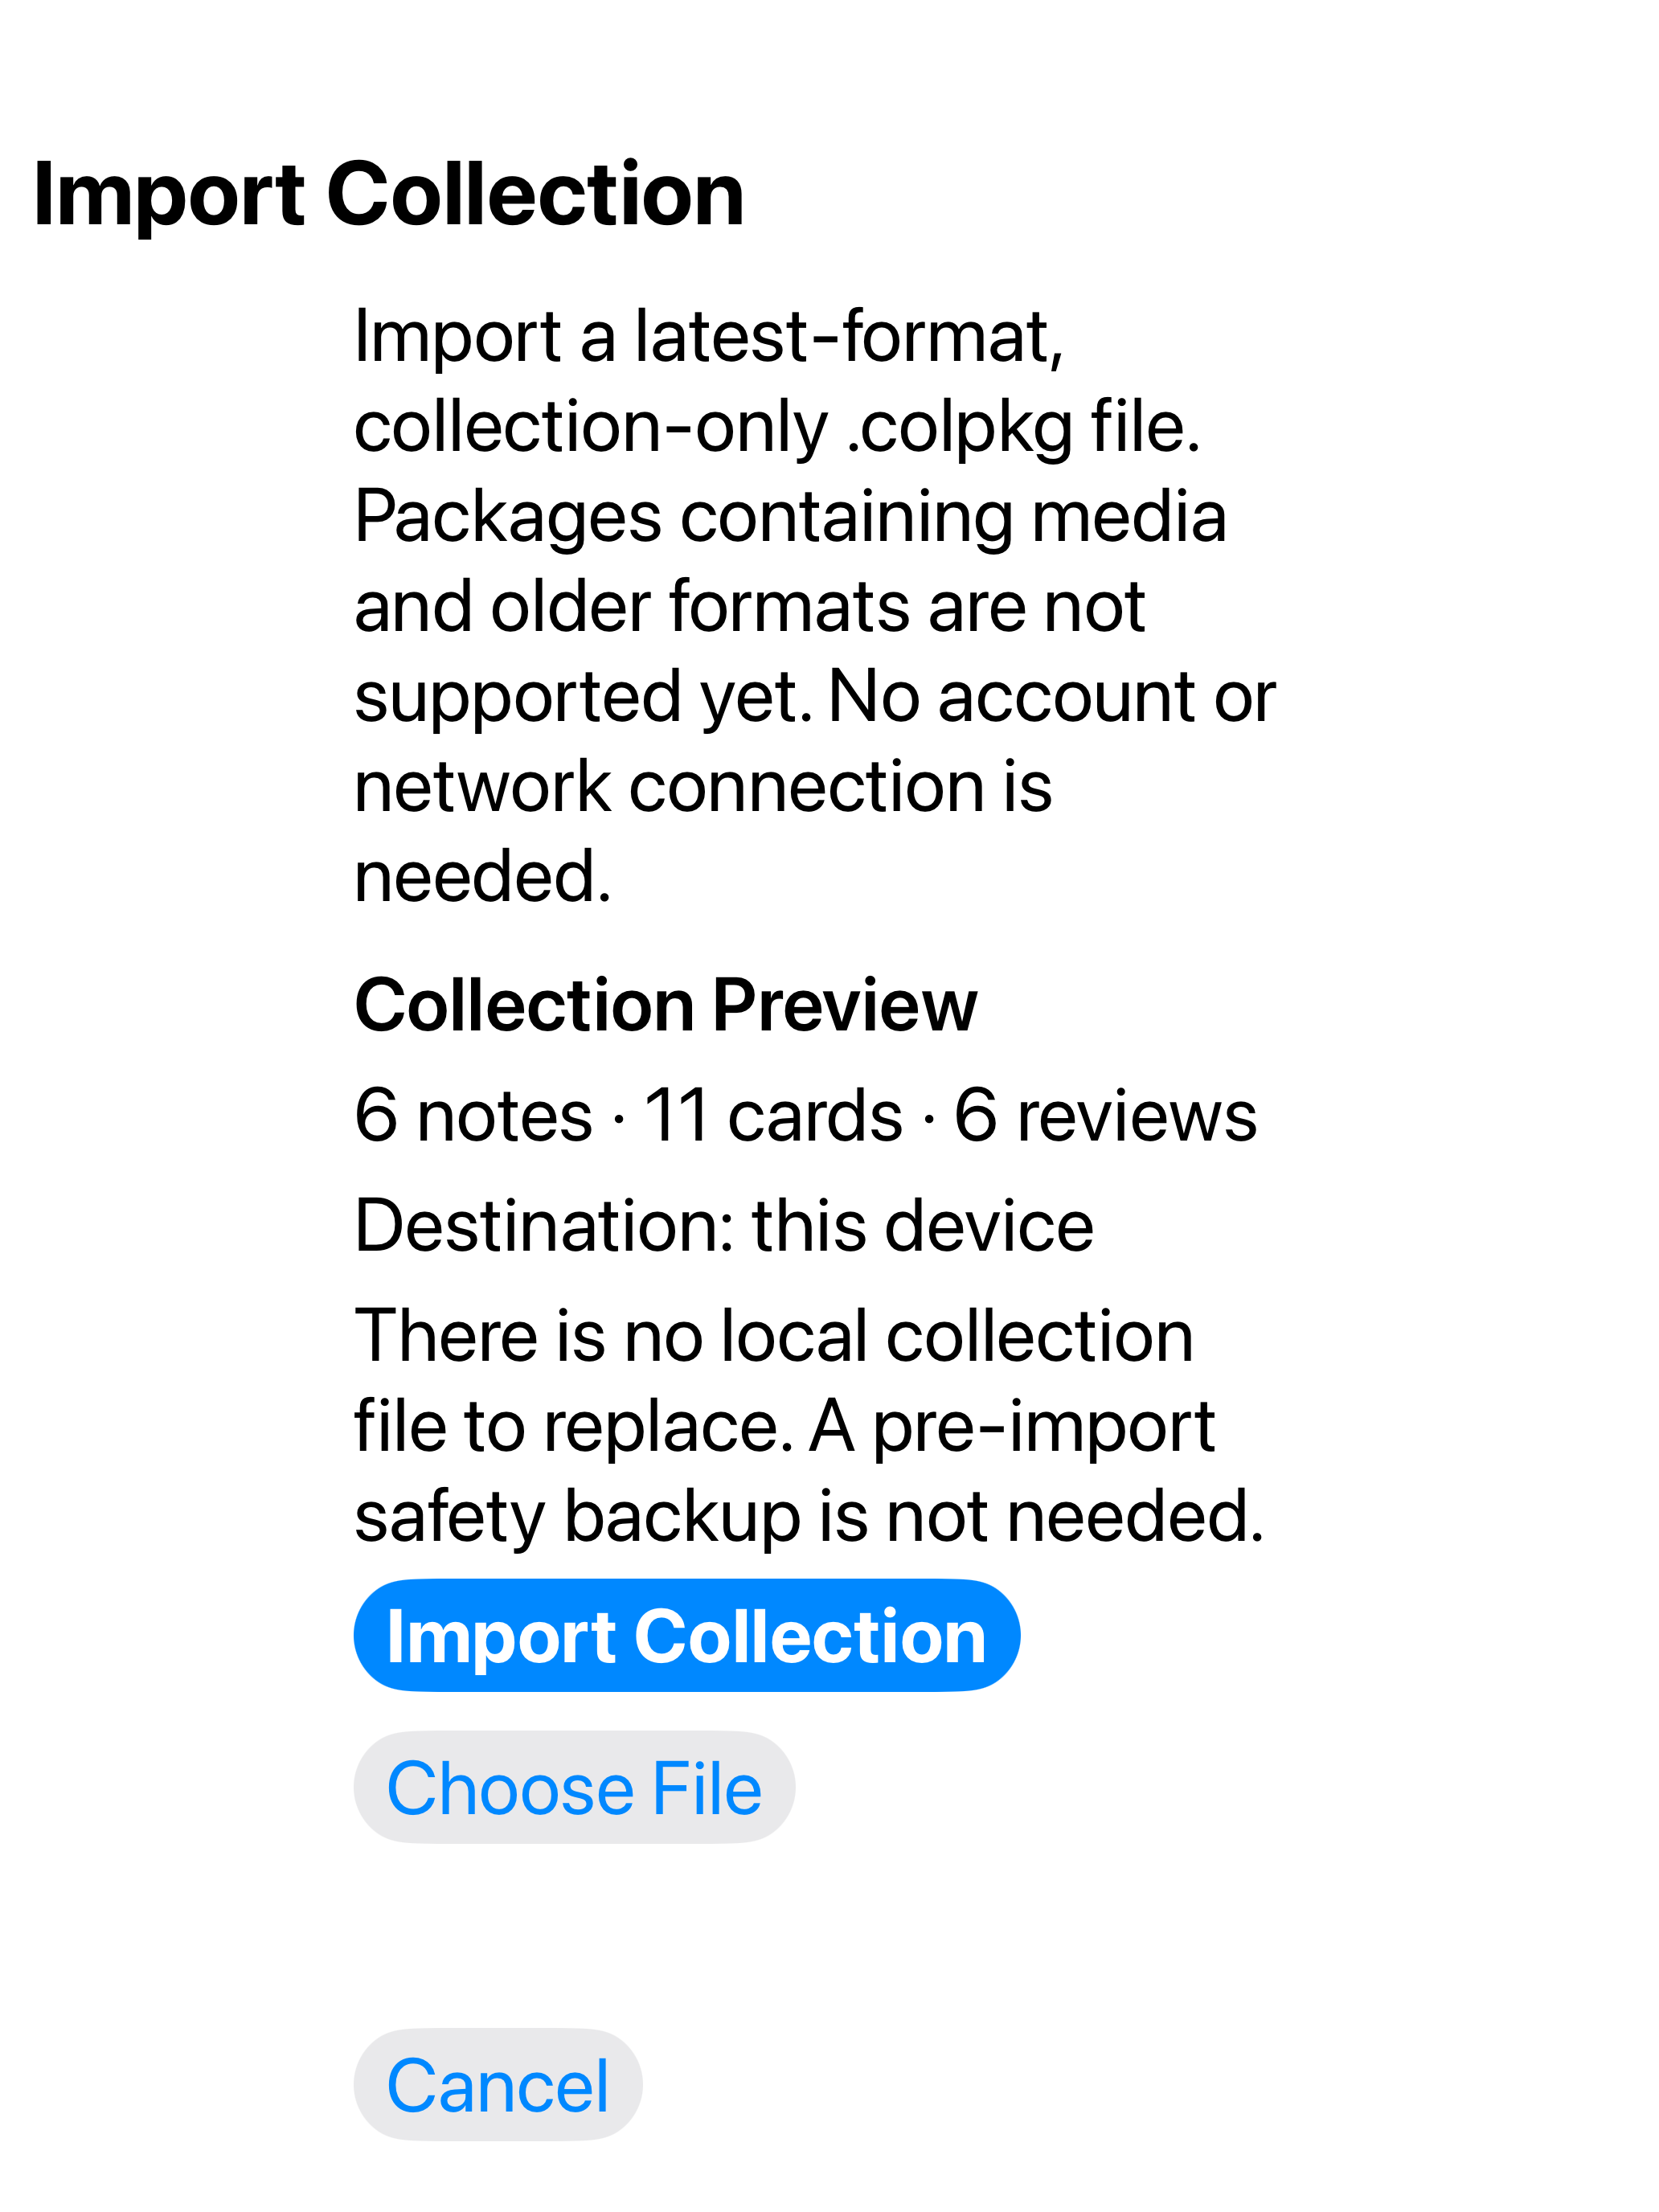 Import Collection
Import a latest-format,
collection-only .colpkg file.
Packages containing media
and older formats are not
supported yet. No account or
network connection is
needed.
Collection Preview
6 notes · 11 cards · 6 reviews
Destination: this device
There is no local collection
file to replace. A pre-import
safety backup is not needed.
Import Collection
Choose File
Cancel